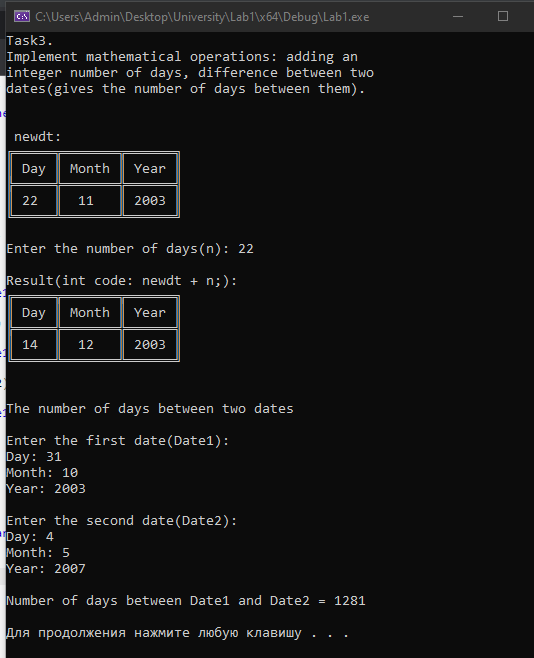 C:\Users\Admin\Desktop\University\Lab1\x64\Debug\Lab1.exe
Task3.
Implement mathematical operations: adding an
integer number of days, difference between two
dates(gives the number of days between them).
newdt:
Day Month Year
22 11 2003
Enter the number of days(n): 22
Result(int code: newdt + n;):
Day Month Year
14 12 2003
The number of days between two dates
Enter the first date(Date1):
Day: 31
Month: 10
Year: 2003
Enter the second date(Date2):
Day: 4
Month: 5
Year: 2007
Number of days between Date1 and Date2 = 1281
Для продолжения нажмите любую клавишу . . .